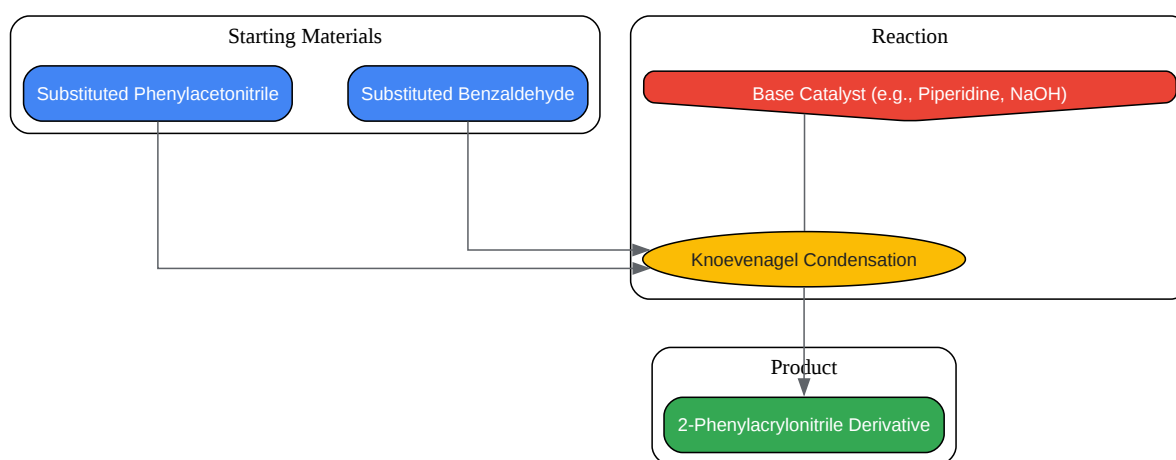 Starting Materials
Substituted Phenylacetonitrile
Substituted Benzaldehyde
Reaction
Base Catalyst (e.g., Piperidine, NaOH)
Knoevenagel Condensation
Product
2-Phenylacrylonitrile Derivative